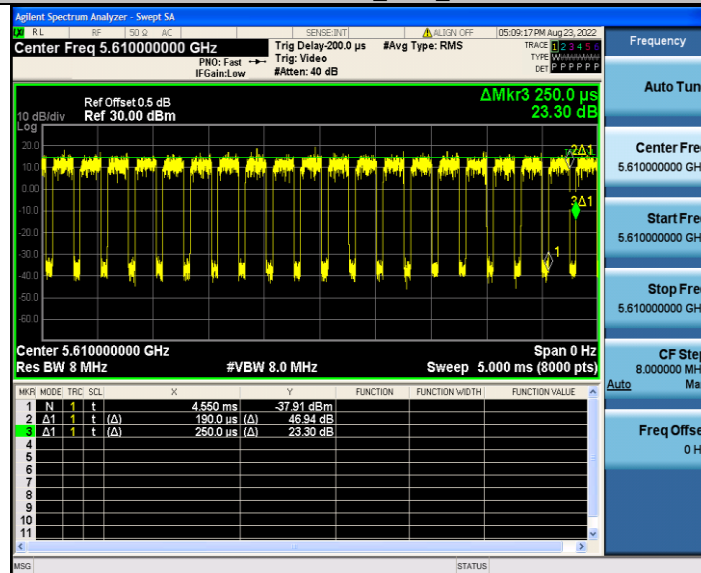 Agilent Spectrum Analyzer - Swept SA
RL RF 50 Ω AC SENSE:INT ALIGN OFF 05:09:17 PM Aug 23, 2022
Center Freq 5.610000000 GHz
PNO: Fast
IFGain:Low
Trig Delay-200.0 µs
Trig: Video
#Atten: 40 dB
#Avg Type: RMS
TRACE 1 2 3 4 5 6
TYPE
DET P P P P P P
Frequency
Auto Tun
Center Fre
5.610000000 GH
Start Fre
5.610000000 GH
Stop Fre
5.610000000 GH
CF Step
8.000000 MH
Auto Ma
Freq Offse
0 H
ΔMkr3 250.0 µs
23.30 dB
Ref Offset 0.5 dB
10 dB/div Ref 30.00 dBm
Log
20.0
10.0
0.00
-10.0
-20.0
-30.0
-40.0
-50.0
-60.0
2Δ1
3Δ1
1
Center 5.610000000 GHz Span 0 Hz
Res BW 8 MHz #VBW 8.0 MHz Sweep 5.000 ms (8000 pts)
MKR MODE TRC SCL X Y FUNCTION FUNCTION WIDTH FUNCTION VALUE
1 N 1 t 4.550 ms -37.91 dBm
2 Δ1 1 t (Δ) 190.0 µs (Δ) 46.94 dB
3 Δ1 1 t (Δ) 250.0 µs (Δ) 23.30 dB
4
5
6
7
8
9
10
11
MSG STATUS